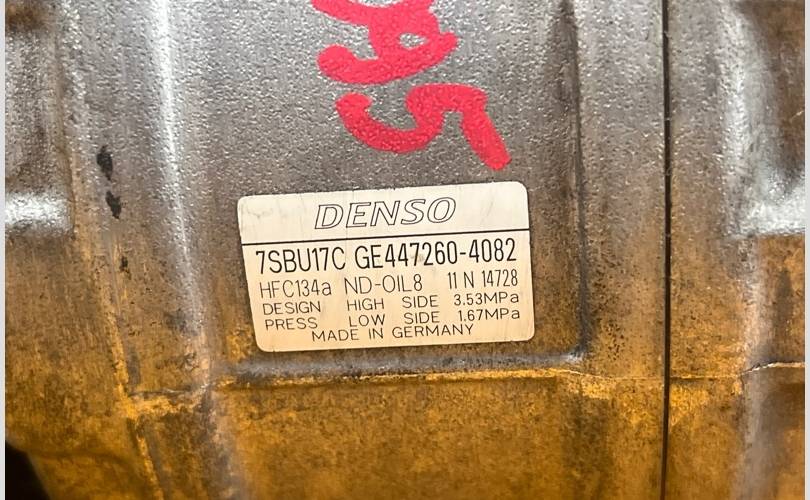 95
DENSO
7SBU17C GE447260-4082
HFC134a ND-OIL8 11 N 14728
DESIGN HIGH SIDE 3.53MPa
PRESS LOW SIDE 1.67MPa
MADE IN GERMANY